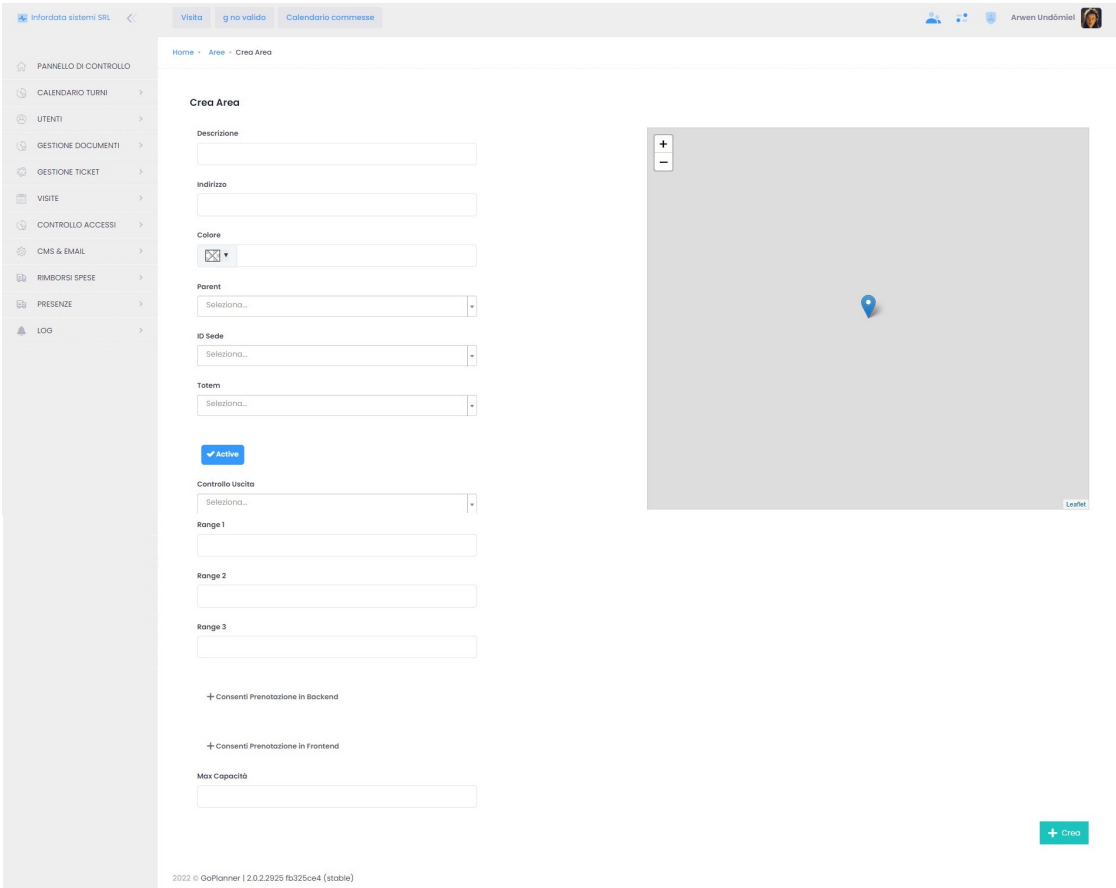 Infordata sistemi SRL
Visita
g no valido
Calendario commesse
Arwen Undómiel
Home - Aree - Crea Area
PANNELLO DI CONTROLLO
CALENDARIO TURNI
UTENTI
GESTIONE DOCUMENTI
GESTIONE TICKET
VISITE
CONTROLLO ACCESSI
CMS & EMAIL
RIMBORSI SPESE
PRESENZE
LOG
Crea Area
Descrizione
Indirizzo
Colore
Parent
Seleziona...
ID Sede
Seleziona...
Totem
Seleziona...
Active
Controllo Uscita
Seleziona...
Range 1
Range 2
Range 3
+ Consenti Prenotazione in Backend
+ Consenti Prenotazione in Frontend
Max Capacità
+
−
Leaflet
+ Crea
2022 © GoPlanner | 2.0.2.2925 fb325ce4 (stable)